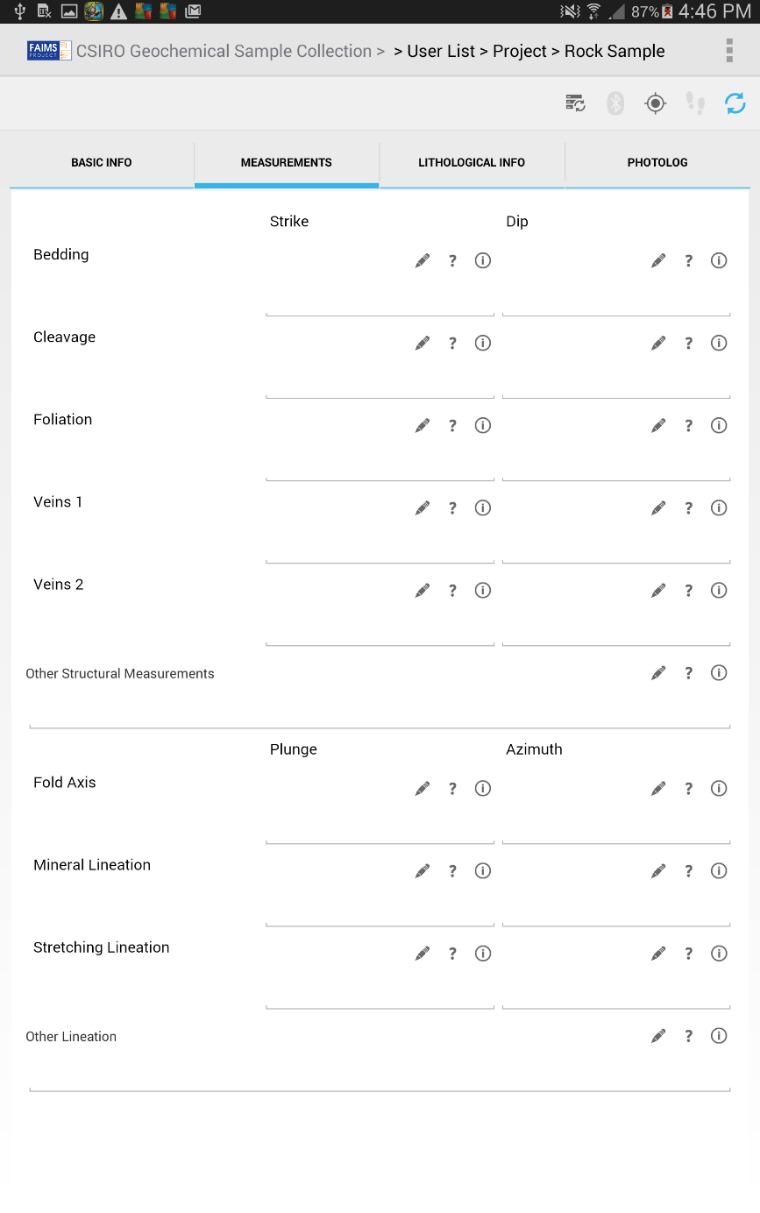 87% 4:46 PM
FAIMS PROJECT CSIRO Geochemical Sample Collection > > User List > Project > Rock Sample
BASIC INFO MEASUREMENTS LITHOLOGICAL INFO PHOTOLOG
Strike Dip
Bedding ? ?
Cleavage ? ?
Foliation ? ?
Veins 1 ? ?
Veins 2 ? ?
Other Structural Measurements ?
Plunge Azimuth
Fold Axis ? ?
Mineral Lineation ? ?
Stretching Lineation ? ?
Other Lineation ?